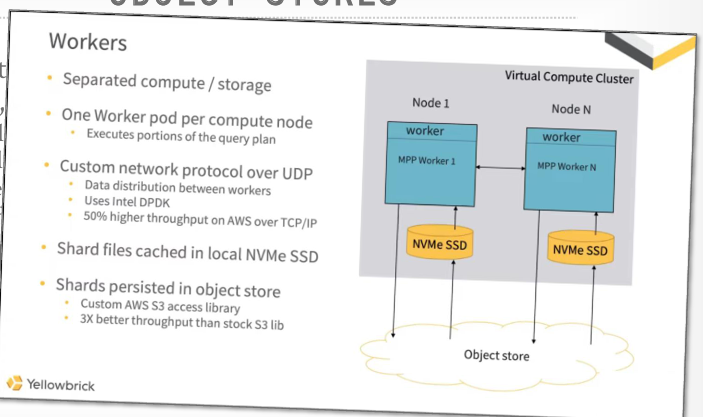 OBJECT STORES
Workers
Separated compute / storage
One Worker pod per compute node
Executes portions of the query plan
Custom network protocol over UDP
Data distribution between workers
Uses Intel DPDK
50% higher throughput on AWS over TCP/IP
Shard files cached in local NVMe SSD
Shards persisted in object store
Custom AWS S3 access library
3X better throughput than stock S3 lib
Yellowbrick
Virtual Compute Cluster
Node 1
Node N
worker
worker
MPP Worker 1
MPP Worker N
NVMe SSD
NVMe SSD
Object store